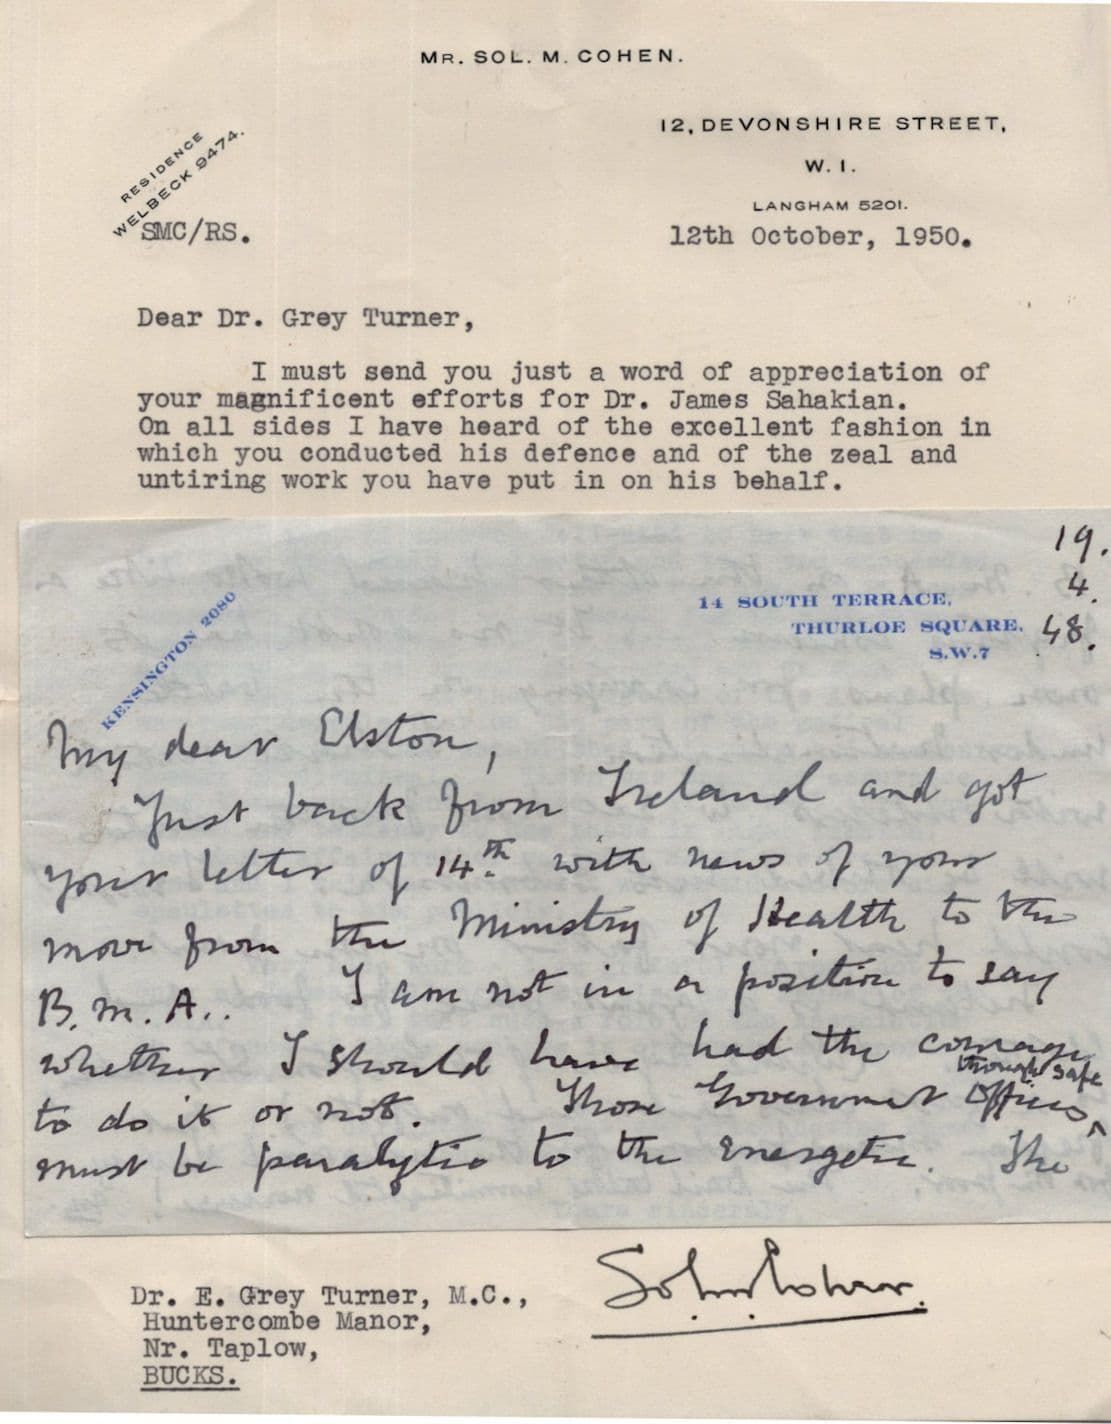 MR. SOL. M. COHEN.
12, DEVONSHIRE STREET,
W. 1.
LANGHAM 5201.
RESIDENCE
WELBECK 9474.
SMC/RS.
12th October, 1950.
Dear Dr. Grey Turner,
I must send you just a word of appreciation of
your magnificent efforts for Dr. James Sahakian.
On all sides I have heard of the excellent fashion in
which you conducted his defence and of the zeal and
untiring work you have put in on his behalf.
19.
4.
48.
KENSINGTON 2080
14 SOUTH TERRACE,
THURLOE SQUARE,
S.W.7
My dear Elston,
Just back from Ireland and got
your letter of 14th with news of your
move from the Ministry of Health to the
B.M.A.. I am not in a position to say
whether I should have had the courage
to do it or not. Those Government Offices, though safe
must be paralytic to the energetic. The
Sol M Cohen.
Dr. E. Grey Turner, M.C.,
Huntercombe Manor,
Nr. Taplow,
BUCKS.